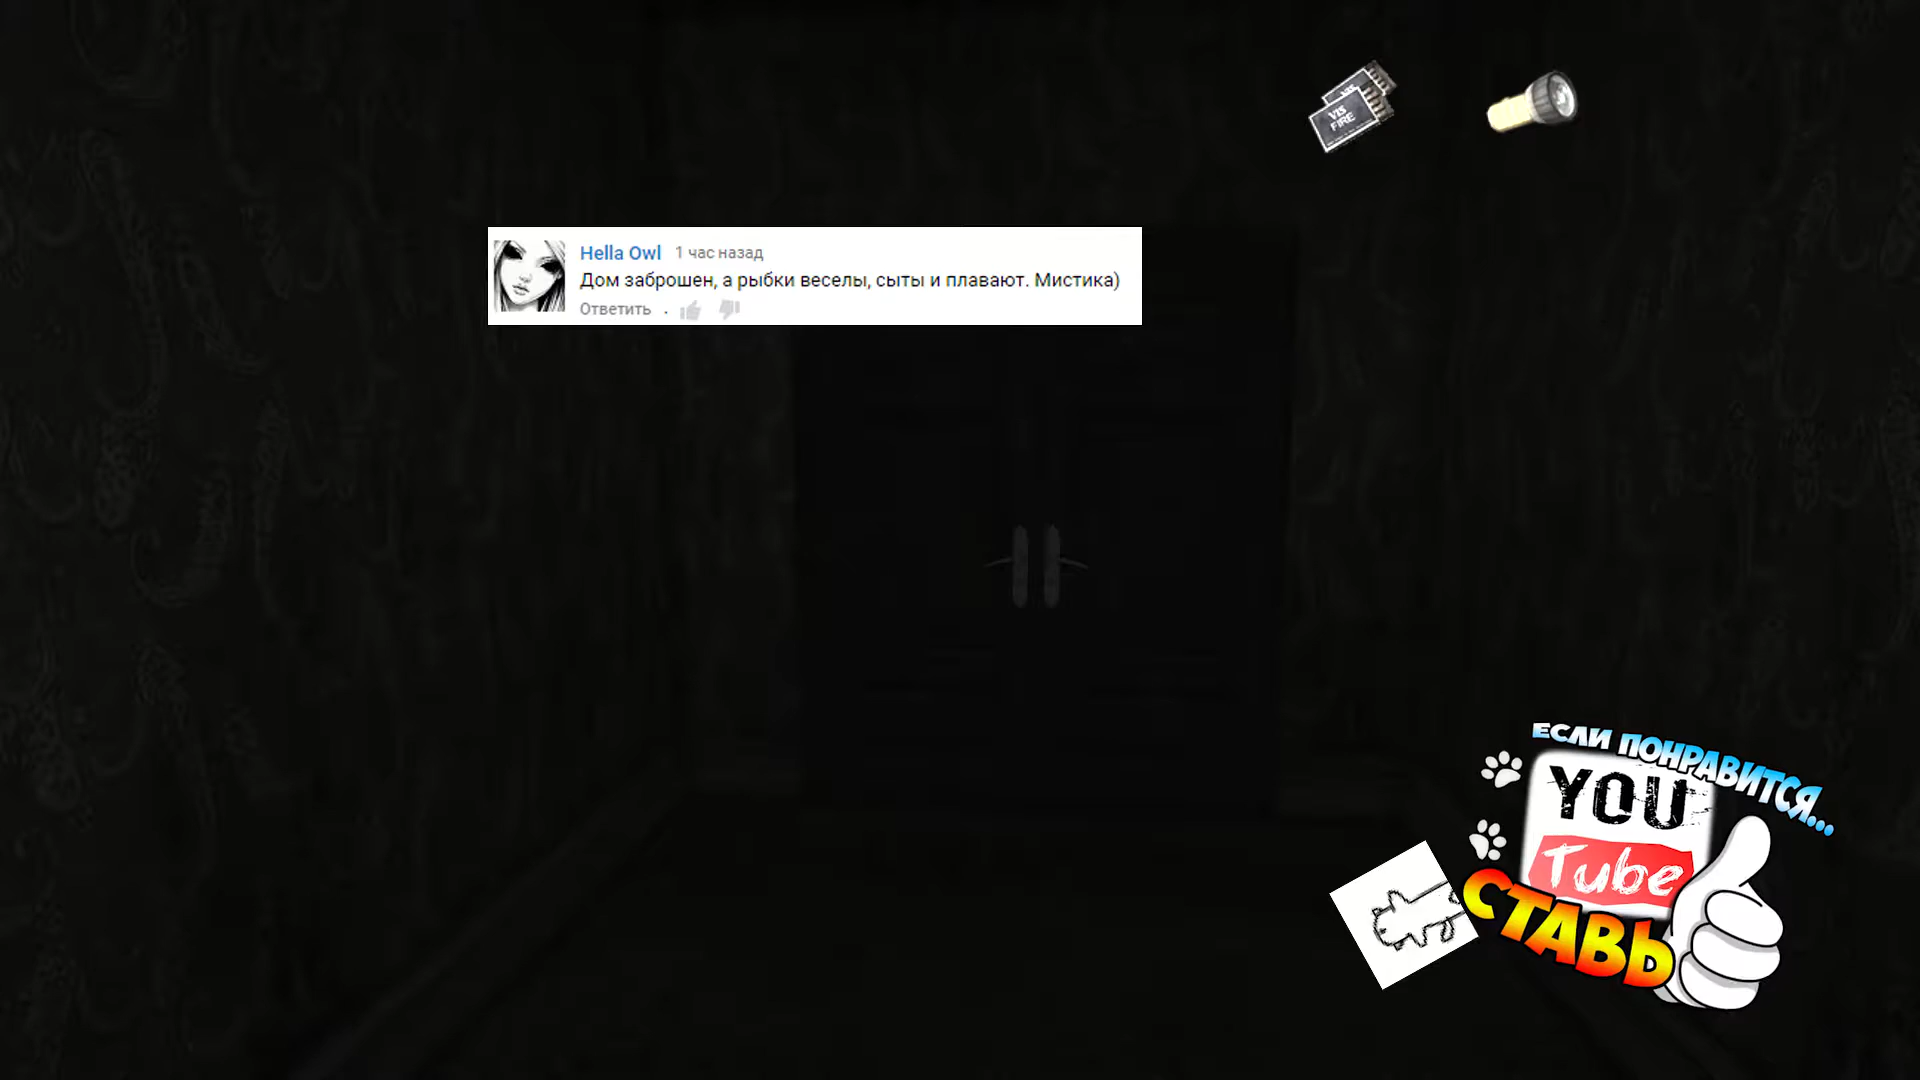 VIS
VIS
FIRE
Hella Owl 1 час назад
Дом заброшен, а рыбки веселы, сыты и плавают. Мистика)
Ответить
ЕСЛИ ПОНРАВИТСЯ...
YOU
Tube
СТАВЬ